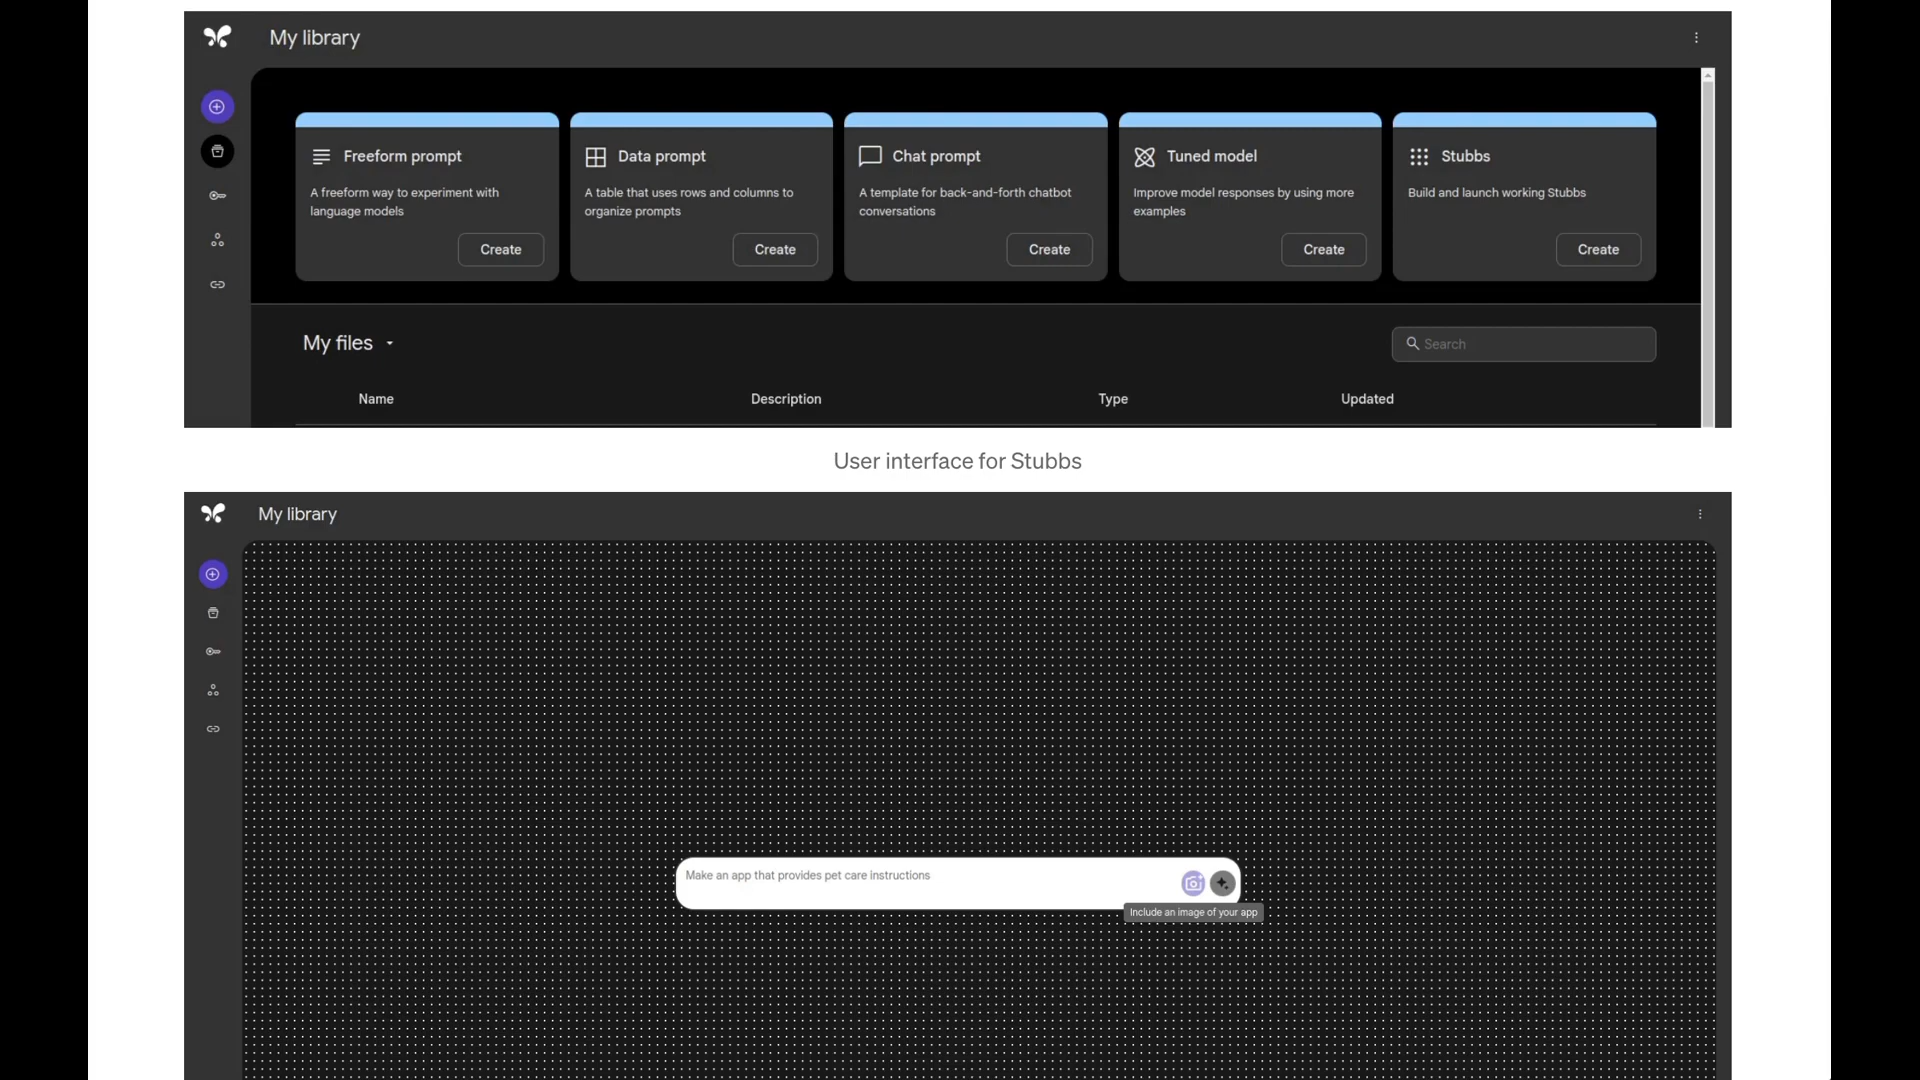 My library
Freeform prompt
A freeform way to experiment with
language models
Create
Data prompt
A table that uses rows and columns to
organize prompts
Create
Chat prompt
A template for back-and-forth chatbot
conversations
Create
Tuned model
Improve model responses by using more
examples
Create
Stubbs
Build and launch working Stubbs
Create
My files
Search
Name Description Type Updated
User interface for Stubbs
My library
Make an app that provides pet care instructions
Include an image of your app